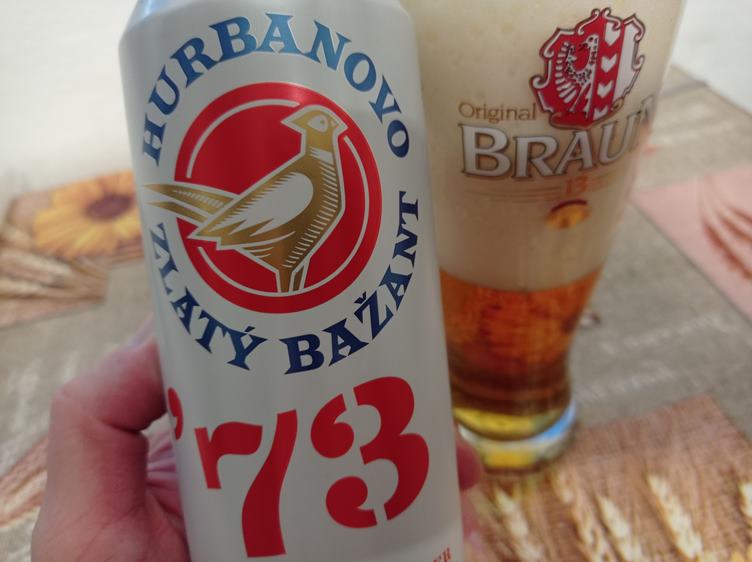 HURBANOVO
ZLATÝ BAŽANT
'73
Original
BRAU
13